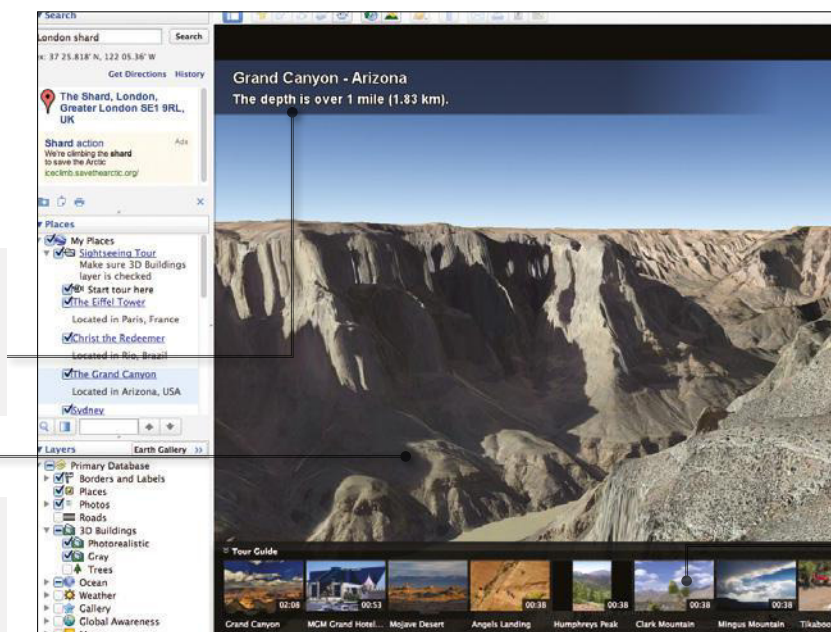 Search
London shard
Search
ex: 37 25.818' N, 122 05.36' W
Get Directions History
The Shard, London,
Greater London SE1 9RL,
UK
Shard action
Ads
We're climbing the shard
to save the Arctic
iceclimb.savethearctic.org/
Places
My Places
Sightseeing Tour
Make sure 3D Buildings
layer is checked
Start tour here
The Eiffel Tower
Located in Paris, France
Christ the Redeemer
Located in Rio, Brazil
The Grand Canyon
Located in Arizona, USA
Sydney
Layers
Earth Gallery >>
Primary Database
Borders and Labels
Places
Photos
Roads
3D Buildings
Photorealistic
Gray
Trees
Ocean
Weather
Gallery
Global Awareness
Grand Canyon - Arizona
The depth is over 1 mile (1.83 km).
Tour Guide
02:08
00:53
00:38
00:38
00:38
00:38
Grand Canyon
MGM Grand Hotel...
Mojave Desert
Angels Landing
Humphreys Peak
Clark Mountain
Mingus Mountain
Tikaboo